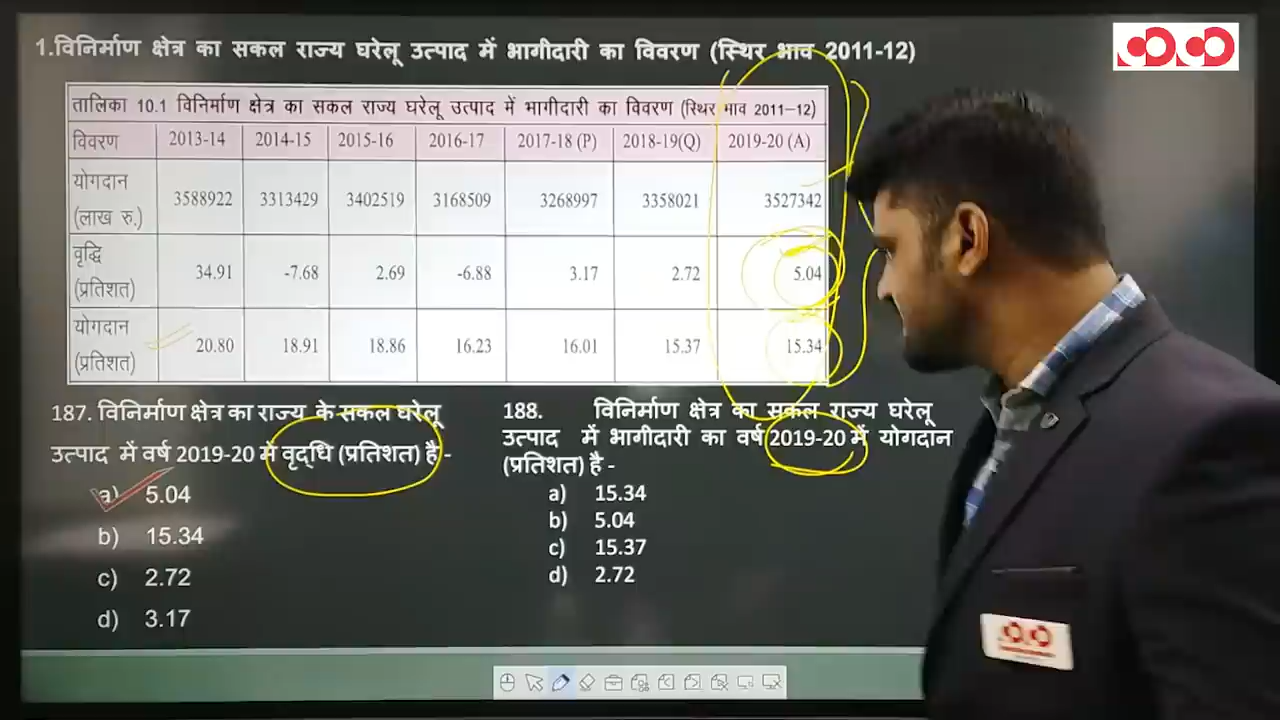 1.विनिर्माण क्षेत्र का सकल राज्य घरेलू उत्पाद में भागीदारी का विवरण (स्थिर भाव 2011-12)
तालिका 10.1 विनिर्माण क्षेत्र का सकल राज्य घरेलू उत्पाद में भागीदारी का विवरण (स्थिर भाव 2011–12)
विवरण 2013-14 2014-15 2015-16 2016-17 2017-18 (P) 2018-19(Q) 2019-20 (A)
योगदान
(लाख रु.) 3588922 3313429 3402519 3168509 3268997 3358021 3527342
वृद्धि
(प्रतिशत) 34.91 -7.68 2.69 -6.88 3.17 2.72 5.04
योगदान
(प्रतिशत) 20.80 18.91 18.86 16.23 16.01 15.37 15.34
187. विनिर्माण क्षेत्र का राज्य के सकल घरेलू
उत्पाद में वर्ष 2019-20 में वृद्धि (प्रतिशत) है -
a) 5.04
b) 15.34
c) 2.72
d) 3.17
188. विनिर्माण क्षेत्र का सकल राज्य घरेलू
उत्पाद में भागीदारी का वर्ष 2019-20 में योगदान
(प्रतिशत) है -
a) 15.34
b) 5.04
c) 15.37
d) 2.72